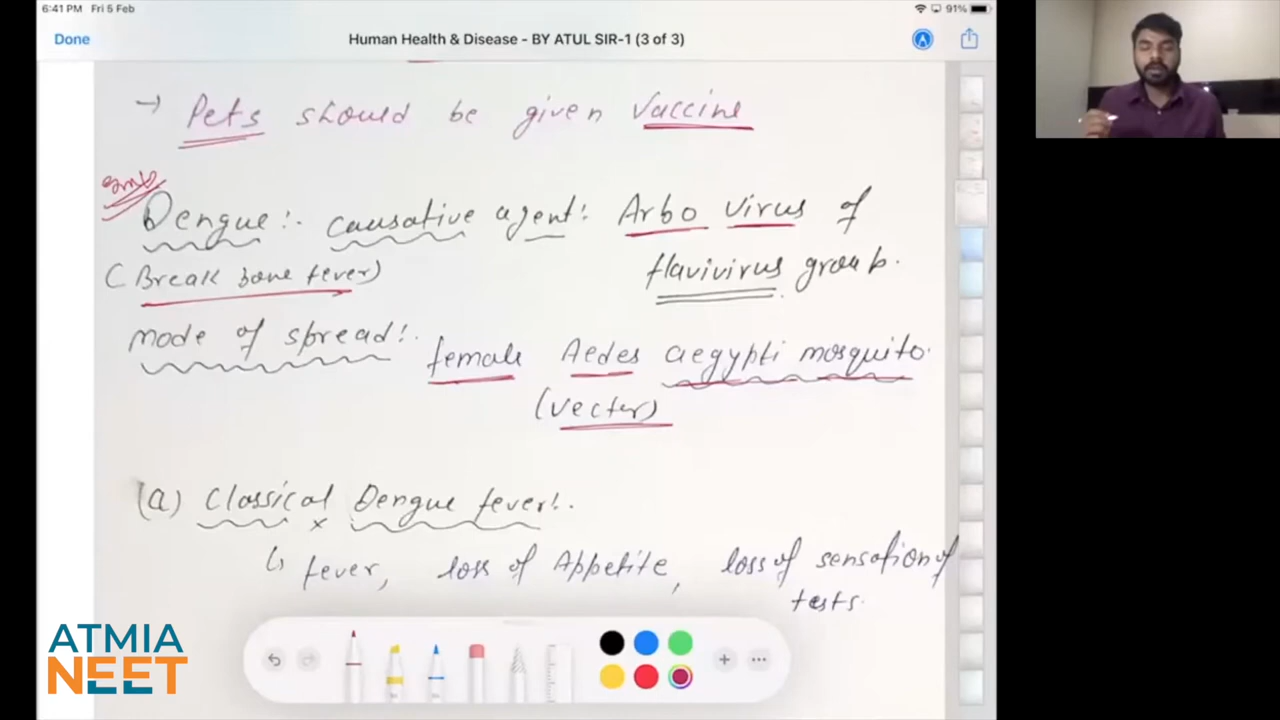 6:41 PM Fri 5 Feb
91%
Done
Human Health & Disease - BY ATUL SIR-1 (3 of 3)
→ Pets should be given vaccine
Imp
Dengue:- causative agent: Arbo virus of
(Break bone fever) flavivirus group.
mode of spread:-
female Aedes aegypti mosquito.
(vector)
(a) Classical Dengue fever:-
↳ fever, loss of Appetite, loss of sensation of
tests.
ATMIA
NEET